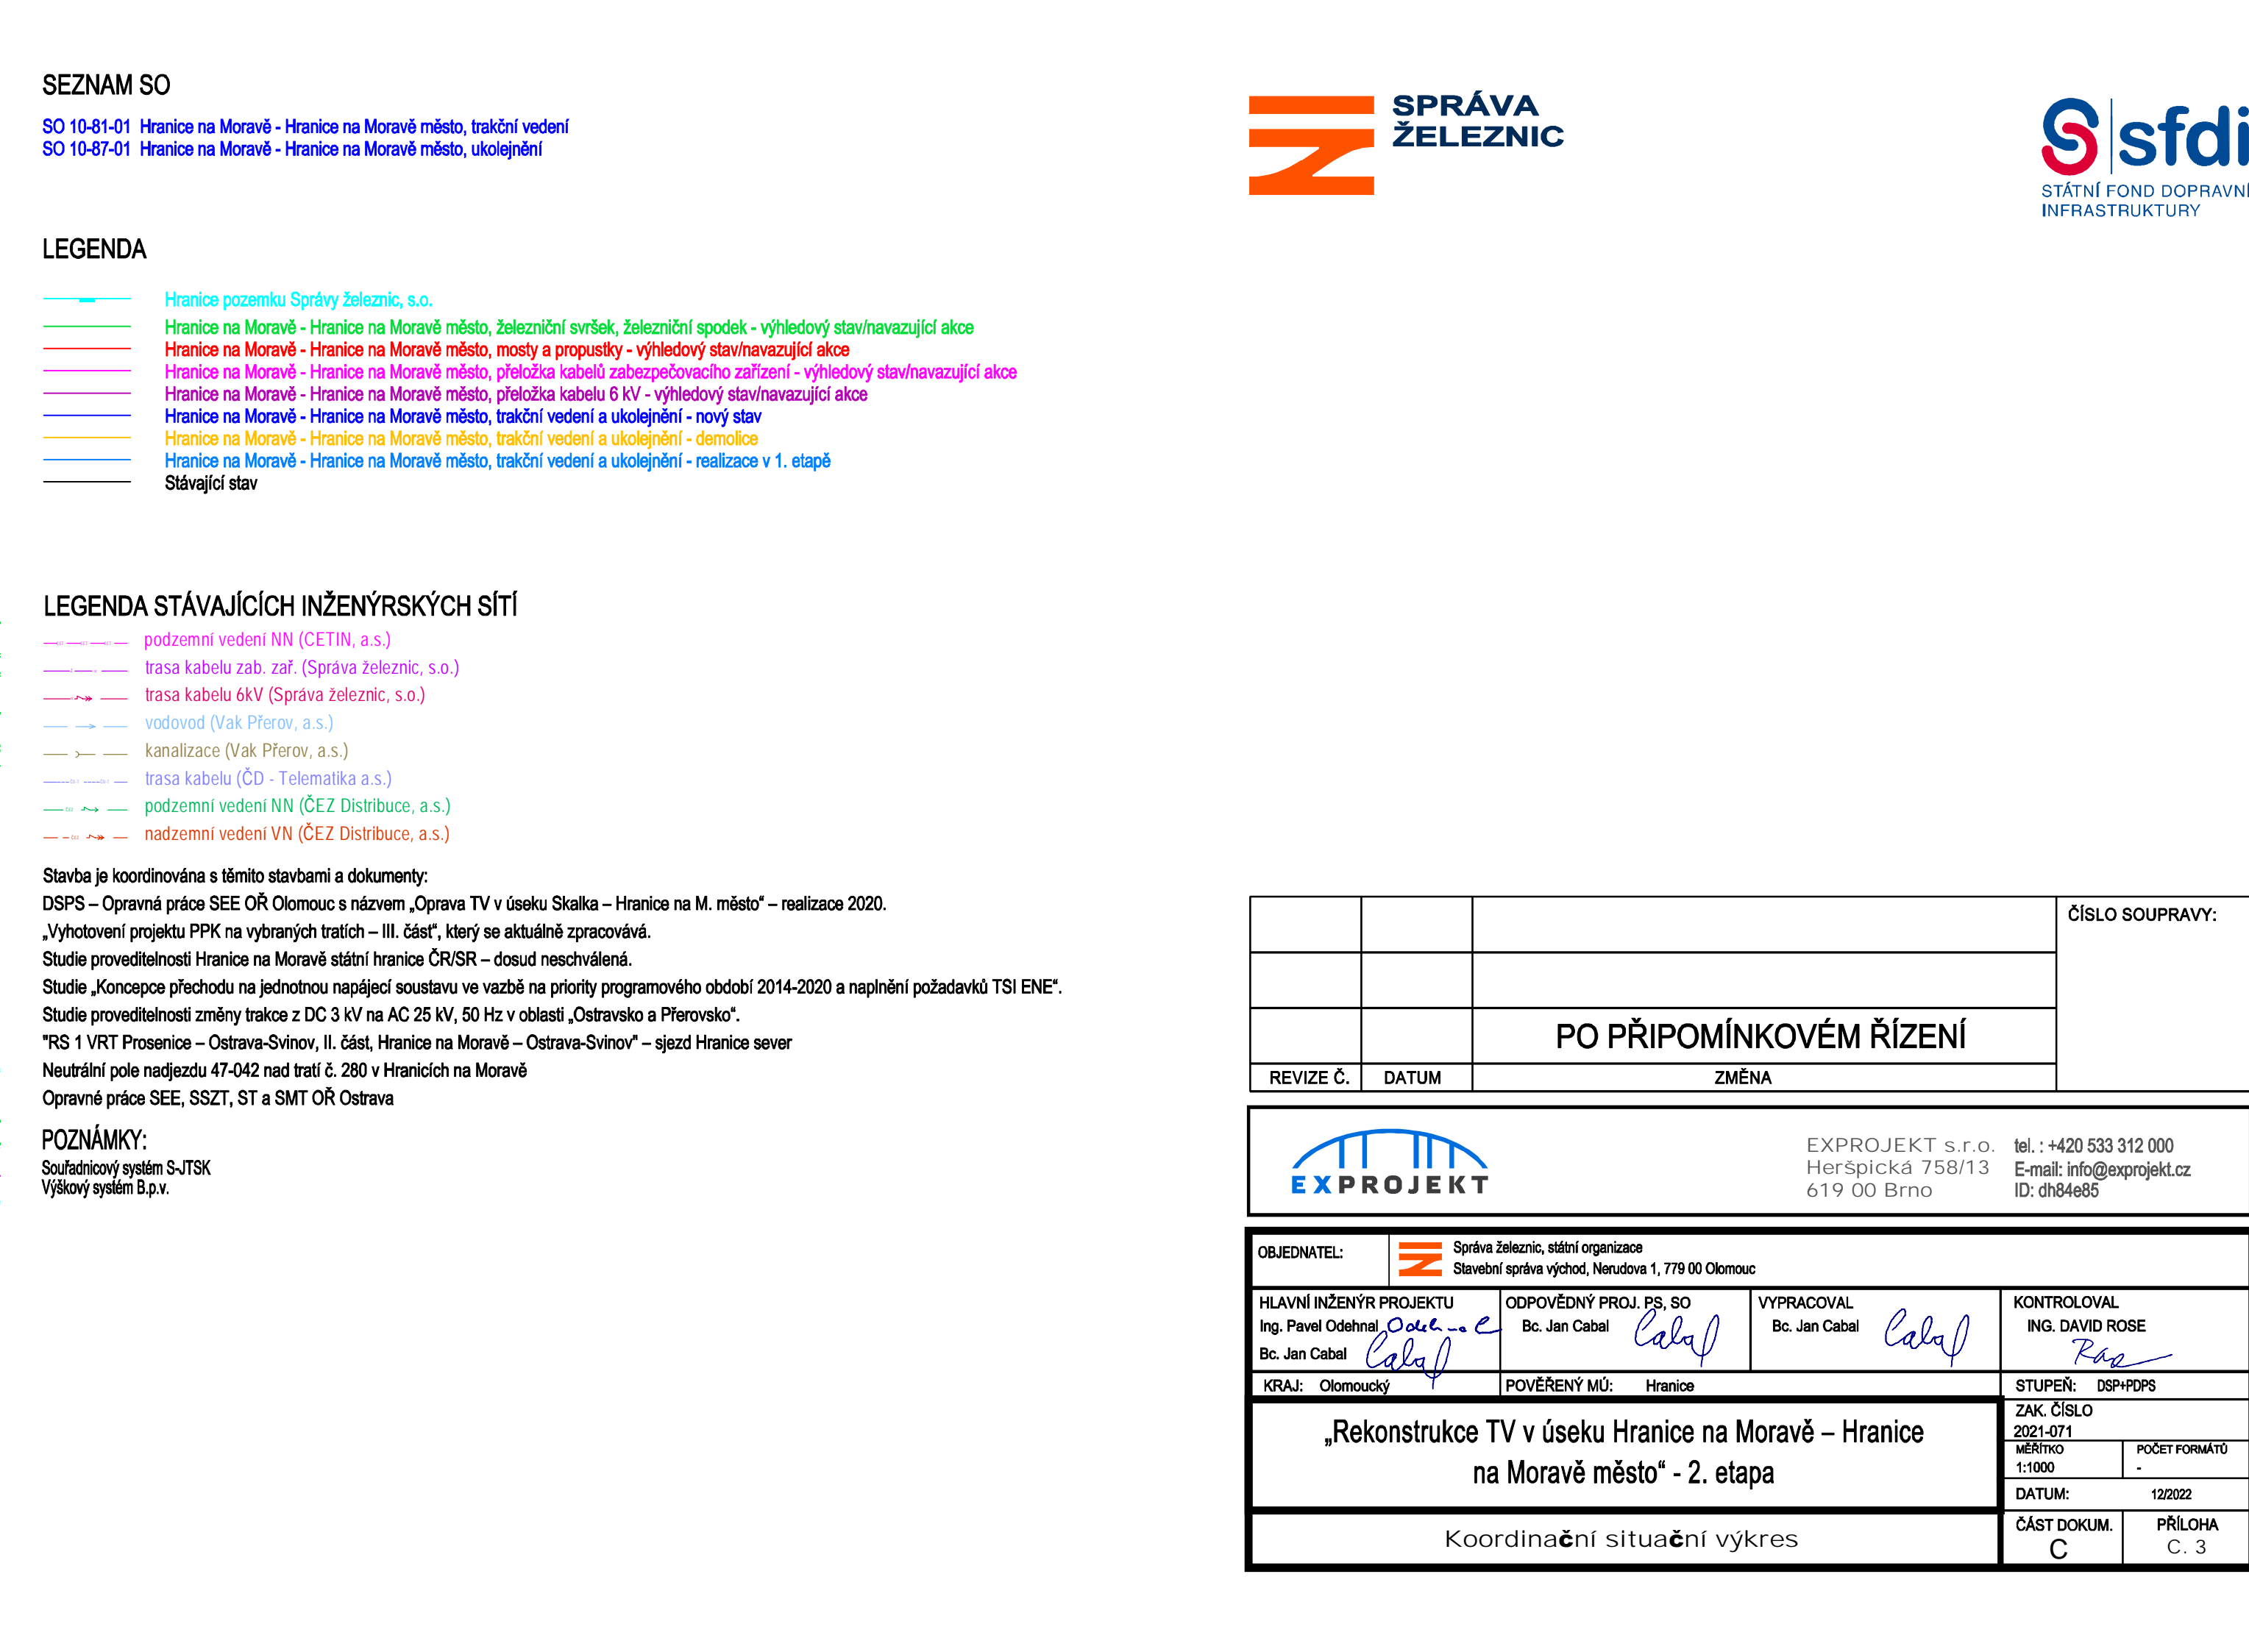 SEZNAM SO
SO 10-81-01 Hranice na Moravě - Hranice na Moravě město, trakční vedení
SO 10-87-01 Hranice na Moravě - Hranice na Moravě město, ukolejnění
LEGENDA
Hranice pozemku Správy železnic, s.o.
Hranice na Moravě - Hranice na Moravě město, železniční svršek, železniční spodek - výhledový stav/navazující akce
Hranice na Moravě - Hranice na Moravě město, mosty a propustky - výhledový stav/navazující akce
Hranice na Moravě - Hranice na Moravě město, přeložka kabelů zabezpečovacího zařízení - výhledový stav/navazující akce
Hranice na Moravě - Hranice na Moravě město, přeložka kabelu 6 kV - výhledový stav/navazující akce
Hranice na Moravě - Hranice na Moravě město, trakční vedení a ukolejnění - nový stav
Hranice na Moravě - Hranice na Moravě město, trakční vedení a ukolejnění - demolice
Hranice na Moravě - Hranice na Moravě město, trakční vedení a ukolejnění - realizace v 1. etapě
Stávající stav
LEGENDA STÁVAJÍCÍCH INŽENÝRSKÝCH SÍTÍ
podzemní vedení NN (CETIN, a.s.)
trasa kabelu zab. zař. (Správa železnic, s.o.)
trasa kabelu 6kV (Správa železnic, s.o.)
vodovod (Vak Přerov, a.s.)
kanalizace (Vak Přerov, a.s.)
trasa kabelu (ČD - Telematika a.s.)
podzemní vedení NN (ČEZ Distribuce, a.s.)
nadzemní vedení VN (ČEZ Distribuce, a.s.)
Stavba je koordinována s těmito stavbami a dokumenty:
DSPS – Opravná práce SEE OŘ Olomouc s názvem „Oprava TV v úseku Skalka – Hranice na M. město“ – realizace 2020.
„Vyhotovení projektu PPK na vybraných tratích – III. část“, který se aktuálně zpracovává.
Studie proveditelnosti Hranice na Moravě státní hranice ČR/SR – dosud neschválená.
Studie „Koncepce přechodu na jednotnou napájecí soustavu ve vazbě na priority programového období 2014-2020 a naplnění požadavků TSI ENE“.
Studie proveditelnosti změny trakce z DC 3 kV na AC 25 kV, 50 Hz v oblasti „Ostravsko a Přerovsko“.
"RS 1 VRT Prosenice – Ostrava-Svinov, II. část, Hranice na Moravě – Ostrava-Svinov" – sjezd Hranice sever
Neutrální pole nadjezdu 47-042 nad tratí č. 280 v Hranicích na Moravě
Opravné práce SEE, SSZT, ST a SMT OŘ Ostrava
POZNÁMKY:
Souřadnicový systém S-JTSK
Výškový systém B.p.v.
SPRÁVA
ŽELEZNIC
S sfdi
STÁTNÍ FOND DOPRAVNÍ
INFRASTRUKTURY
ČÍSLO SOUPRAVY:
PO PŘIPOMÍNKOVÉM ŘÍZENÍ
REVIZE Č. DATUM ZMĚNA
EXPROJEKT
EXPROJEKT s.r.o.
Heršpická 758/13
619 00 Brno
tel. : +420 533 312 000
E-mail: info@exprojekt.cz
ID: dh84e85
OBJEDNATEL:
Správa železnic, státní organizace
Stavební správa východ, Nerudova 1, 779 00 Olomouc
HLAVNÍ INŽENÝR PROJEKTU
Ing. Pavel Odehnal Odehnal
Bc. Jan Cabal Cabal
ODPOVĚDNÝ PROJ. PS, SO
Bc. Jan Cabal Cabal
VYPRACOVAL
Bc. Jan Cabal Cabal
KONTROLOVAL
ING. DAVID ROSE
KRAJ: Olomoucký
POVĚŘENÝ MÚ: Hranice
STUPEŇ: DSP+PDPS
„Rekonstrukce TV v úseku Hranice na Moravě – Hranice
na Moravě město“ - 2. etapa
ZAK. ČÍSLO
2021-071
MĚŘÍTKO
1:1000
POČET FORMÁTŮ
-
DATUM: 12/2022
Koordinační situační výkres
ČÁST DOKUM.
C
PŘÍLOHA
C. 3